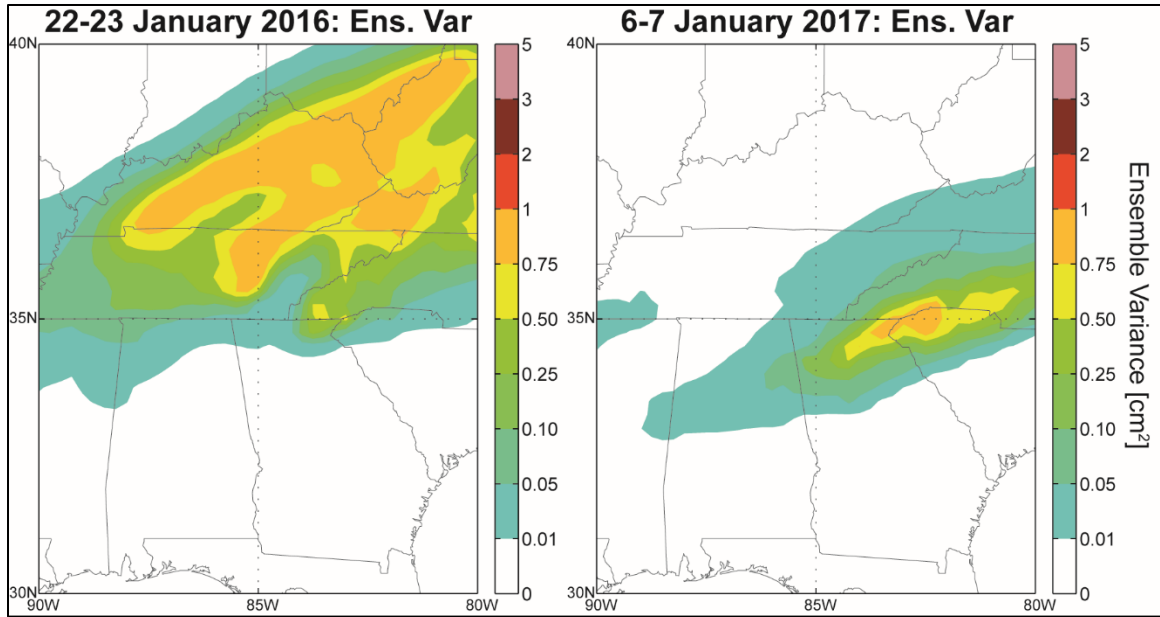 22-23 January 2016: Ens. Var
40N
35N
30N
90W
85W
80W
5
3
2
1
0.75
0.50
0.25
0.10
0.05
0.01
0
6-7 January 2017: Ens. Var
40N
35N
30N
90W
85W
80W
5
3
2
1
0.75
0.50
0.25
0.10
0.05
0.01
0
Ensemble Variance [cm²]